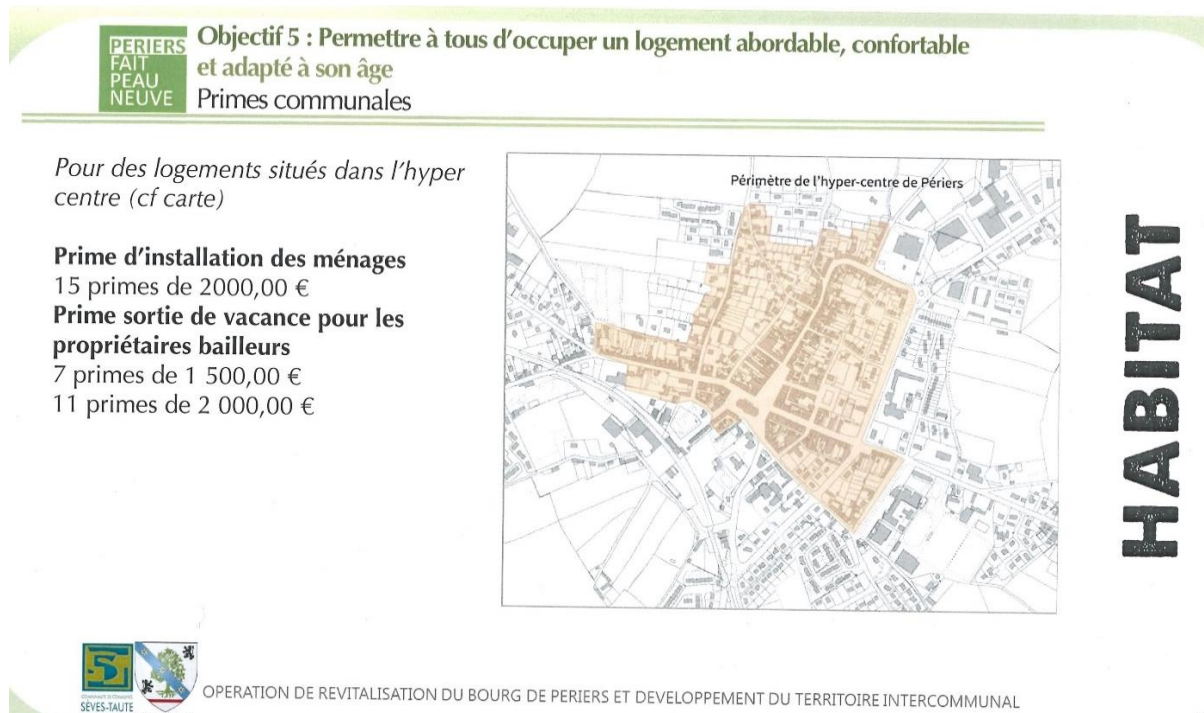 PERIERS
FAIT
PEAU
NEUVE
Objectif 5 : Permettre à tous d'occuper un logement abordable, confortable
et adapté à son âge
Primes communales
Pour des logements situés dans l'hyper
centre (cf carte)
Prime d'installation des ménages
15 primes de 2000,00 €
Prime sortie de vacance pour les
propriétaires bailleurs
7 primes de 1 500,00 €
11 primes de 2 000,00 €
Périmètre de l'hyper-centre de Périers
HABITAT
COMMUNAUTE DE COMMUNES
SÈVES-TAUTE
OPERATION DE REVITALISATION DU BOURG DE PERIERS ET DEVELOPPEMENT DU TERRITOIRE INTERCOMMUNAL